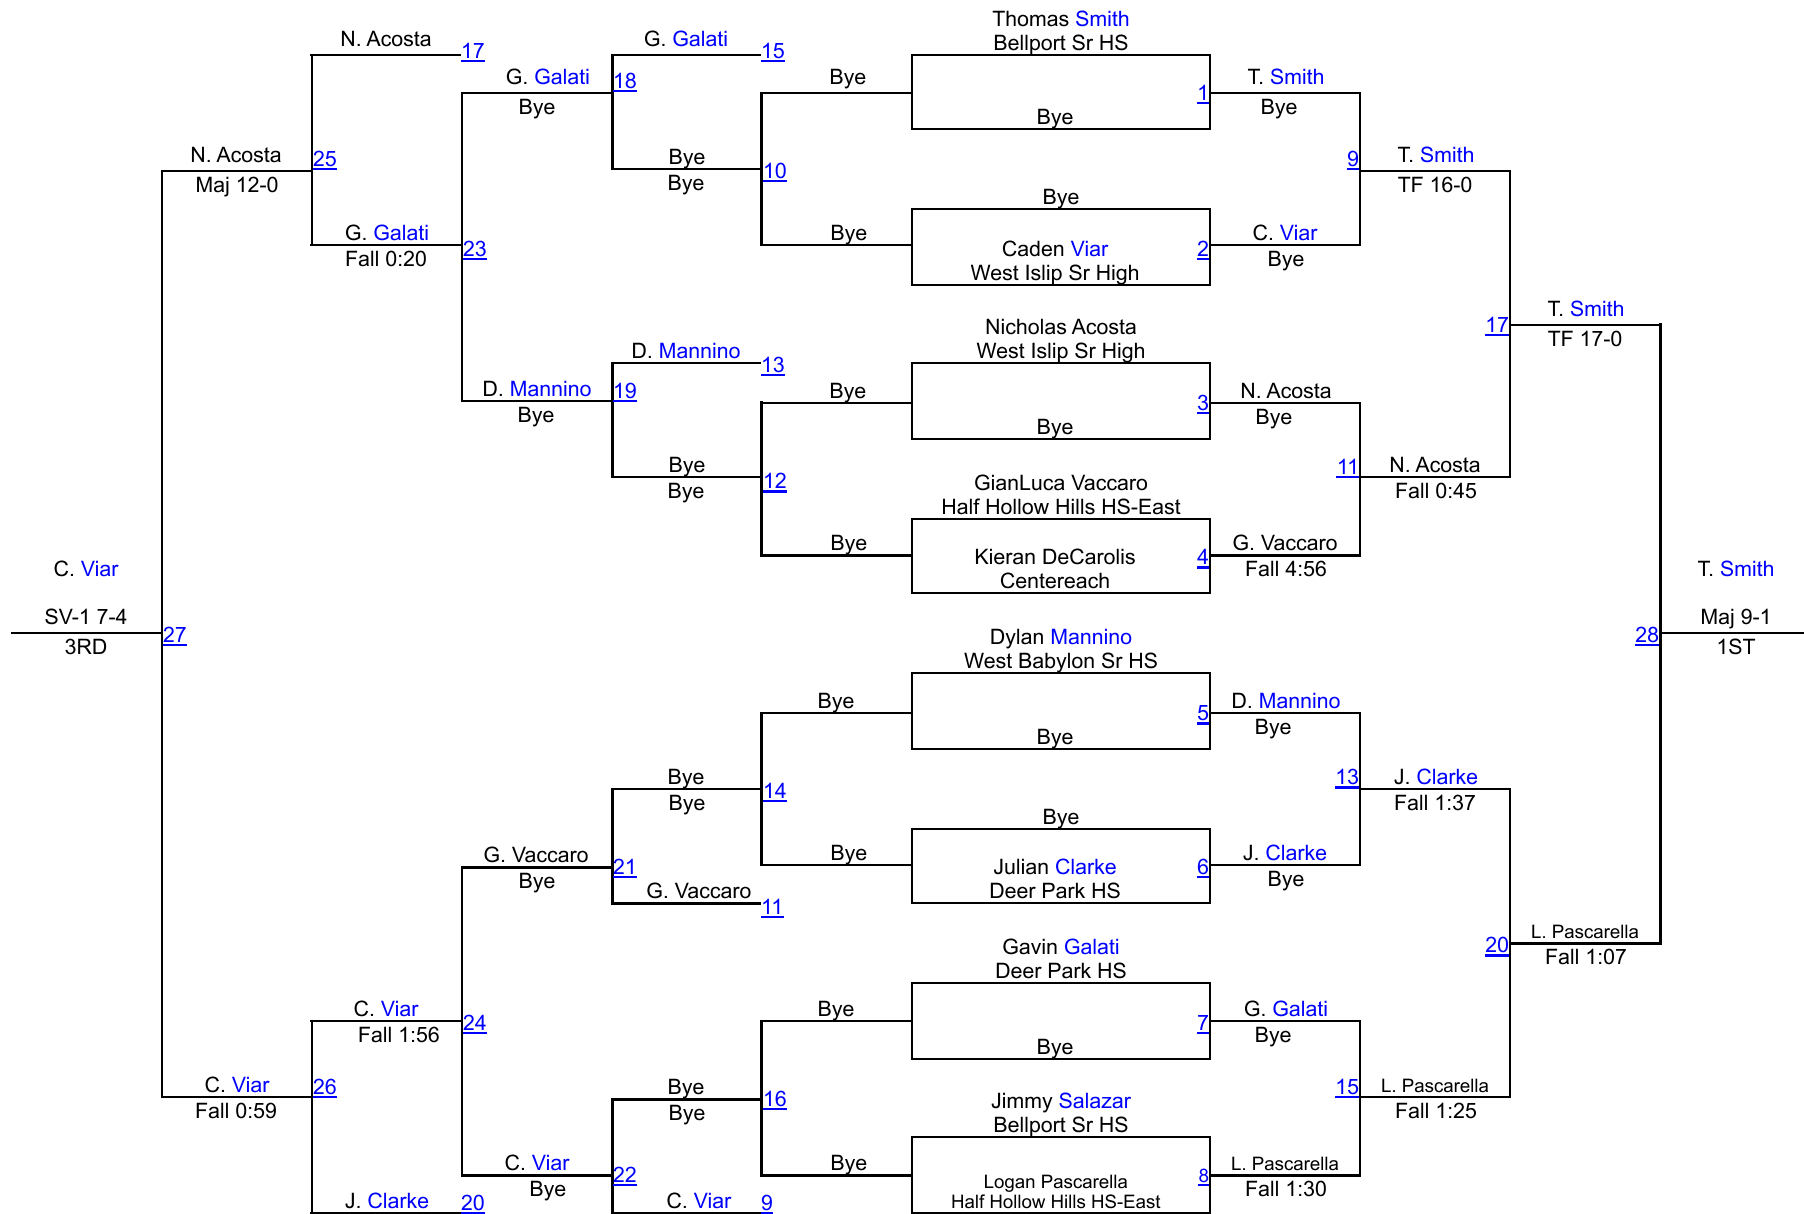 Thomas Smith
Bellport Sr HS
N. Acosta
17
G. Galati
15
G. Galati
18
Bye
Bye
1
T. Smith
Bye
Bye
N. Acosta
25
Maj 12-0
Bye
10
Bye
9
T. Smith
TF 16-0
Bye
G. Galati
23
Fall 0:20
Bye
Caden Viar
2
West Islip Sr High
C. Viar
Bye
Nicholas Acosta
West Islip Sr High
17
T. Smith
TF 17-0
D. Mannino
13
D. Mannino
19
Bye
Bye
3
Bye
N. Acosta
Bye
Bye
12
Bye
GianLuca Vaccaro
Half Hollow Hills HS-East
11
N. Acosta
Fall 0:45
Bye
Kieran DeCarolis
4
Centereach
G. Vaccaro
Fall 4:56
C. Viar
SV-1 7-4
27
3RD
T. Smith
28
Maj 9-1
1ST
Dylan Mannino
West Babylon Sr HS
Bye
5
Bye
D. Mannino
Bye
Bye
14
Bye
13
J. Clarke
Fall 1:37
Bye
G. Vaccaro
21
Bye
G. Vaccaro
11
Bye
Julian Clarke
6
Deer Park HS
J. Clarke
Bye
Gavin Galati
Deer Park HS
20
L. Pascarella
Fall 1:07
C. Viar
24
Fall 1:56
Bye
7
Bye
G. Galati
Bye
C. Viar
26
Fall 0:59
Bye
16
Bye
Jimmy Salazar
Bellport Sr HS
15
L. Pascarella
Fall 1:25
C. Viar
22
Bye
J. Clarke
20
C. Viar
9
Bye
Logan Pascarella
8
Half Hollow Hills HS-East
L. Pascarella
Fall 1:30